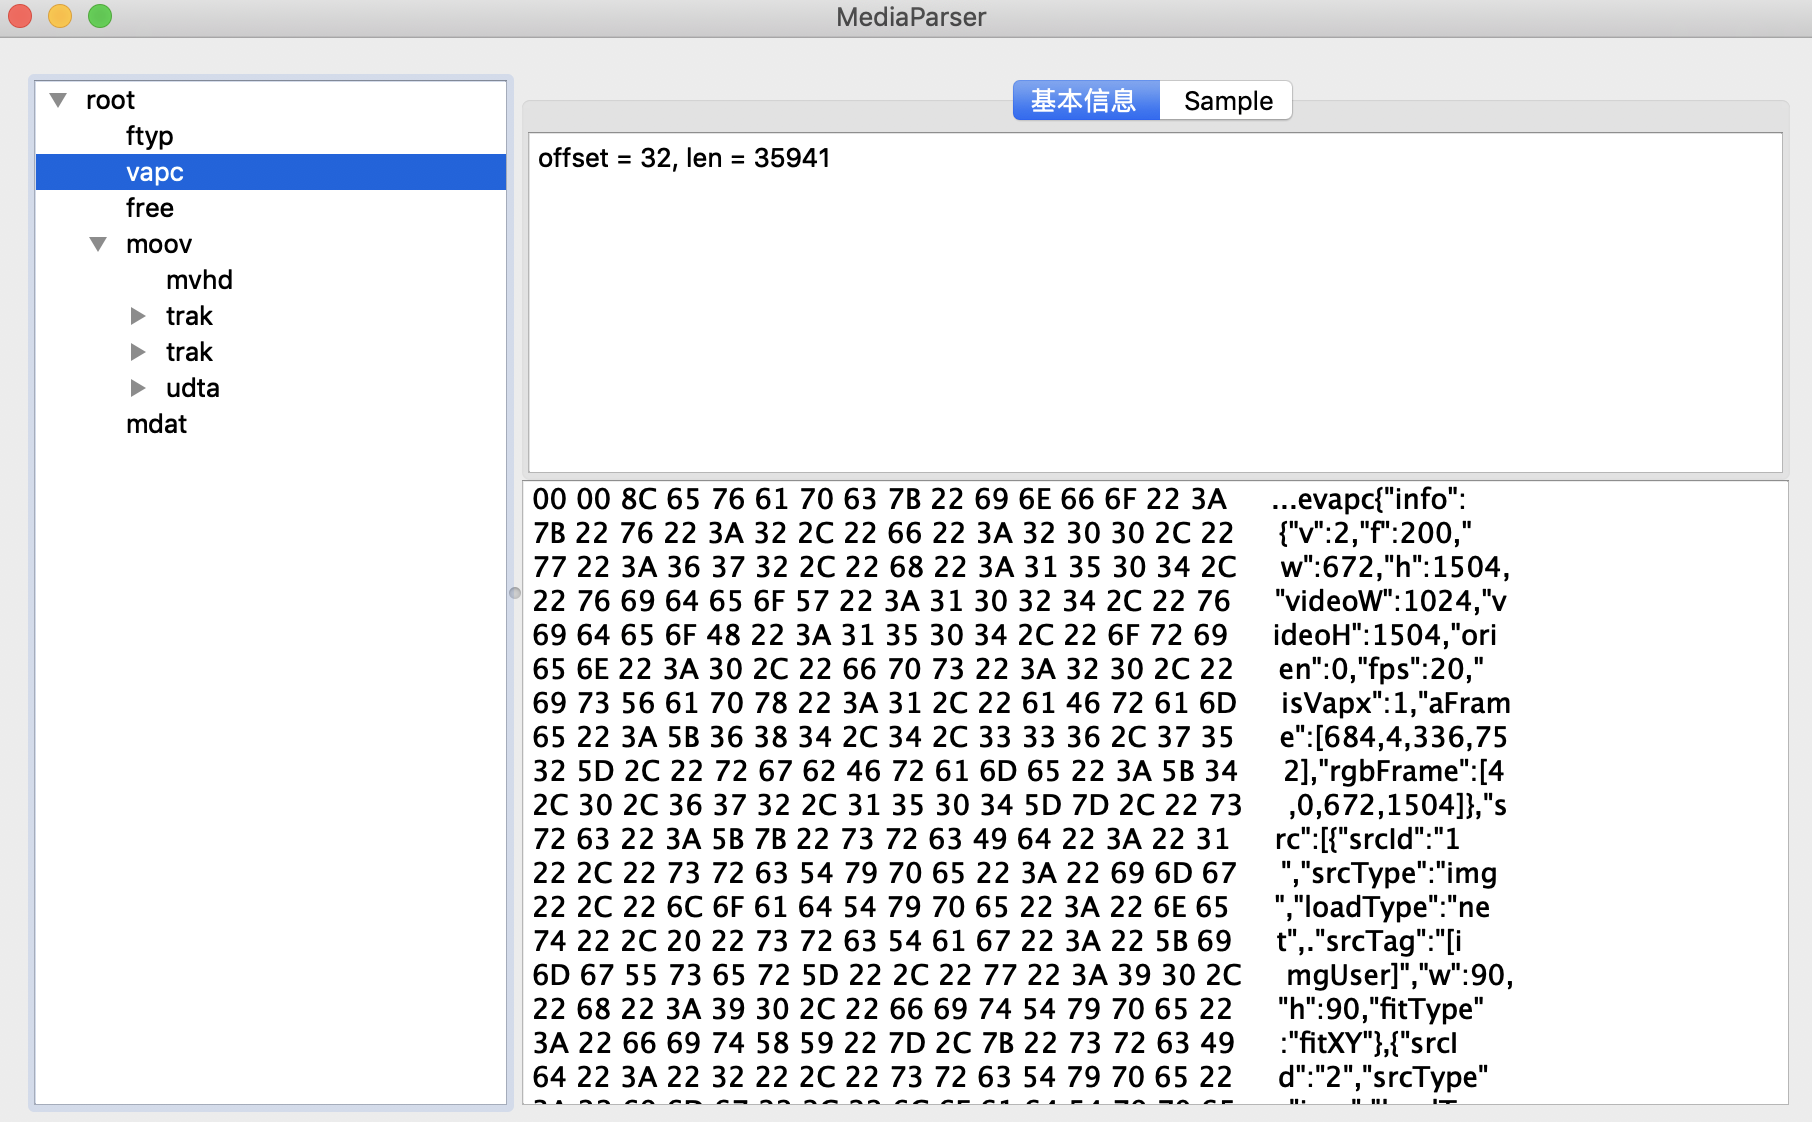 MediaParser
root
ftyp
vapc
free
moov
mvhd
trak
trak
udta
mdat
基本信息 Sample
offset = 32, len = 35941
00 00 8C 65 76 61 70 63 7B 22 69 6E 66 6F 22 3A ...evapc{"info":
7B 22 76 22 3A 32 2C 22 66 22 3A 32 30 30 2C 22 {"v":2,"f":200,"
77 22 3A 36 37 32 2C 22 68 22 3A 31 35 30 34 2C w":672,"h":1504,
22 76 69 64 65 6F 57 22 3A 31 30 32 34 2C 22 76 "videoW":1024,"v
69 64 65 6F 48 22 3A 31 35 30 34 2C 22 6F 72 69 ideoH":1504,"ori
65 6E 22 3A 30 2C 22 66 70 73 22 3A 32 30 2C 22 en":0,"fps":20,"
69 73 56 61 70 78 22 3A 31 2C 22 61 46 72 61 6D isVapx":1,"aFram
65 22 3A 5B 36 38 34 2C 34 2C 33 33 36 2C 37 35 e":[684,4,336,75
32 5D 2C 22 72 67 62 46 72 61 6D 65 22 3A 5B 34 2],"rgbFrame":[4
2C 30 2C 36 37 32 2C 31 35 30 34 5D 7D 2C 22 73 ,0,672,1504]},"s
72 63 22 3A 5B 7B 22 73 72 63 49 64 22 3A 22 31 rc":[{"srcId":"1
22 2C 22 73 72 63 54 79 70 65 22 3A 22 69 6D 67 ","srcType":"img
22 2C 22 6C 6F 61 64 54 79 70 65 22 3A 22 6E 65 ","loadType":"ne
74 22 2C 20 22 73 72 63 54 61 67 22 3A 22 5B 69 t",."srcTag":"[i
6D 67 55 73 65 72 5D 22 2C 22 77 22 3A 39 30 2C mgUser]","w":90,
22 68 22 3A 39 30 2C 22 66 69 74 54 79 70 65 22 "h":90,"fitType"
3A 22 66 69 74 58 59 22 7D 2C 7B 22 73 72 63 49 :"fitXY"},{"srcI
64 22 3A 22 32 22 2C 22 73 72 63 54 79 70 65 22 d":"2","srcType"